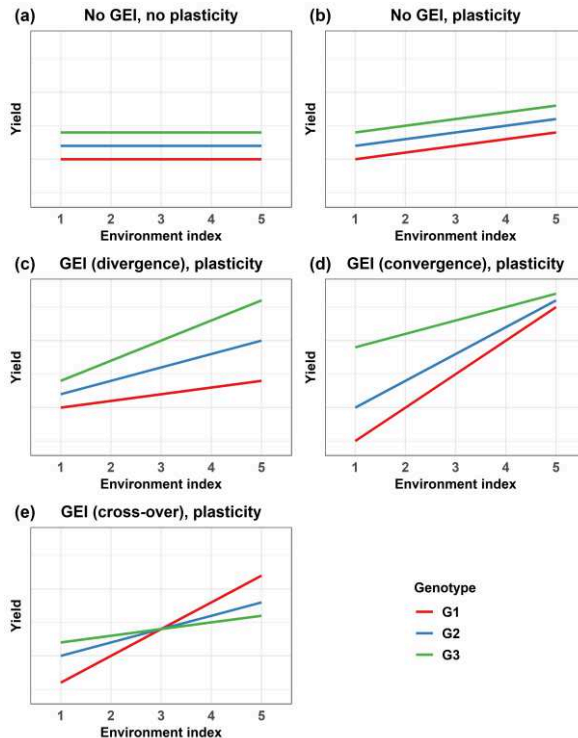 (a) No GEI, no plasticity
Yield
1 2 3 4 5
Environment index
(b) No GEI, plasticity
Yield
1 2 3 4 5
Environment index
(c) GEI (divergence), plasticity
Yield
1 2 3 4 5
Environment index
(d) GEI (convergence), plasticity
Yield
1 2 3 4 5
Environment index
(e) GEI (cross-over), plasticity
Yield
1 2 3 4 5
Environment index
Genotype
G1
G2
G3